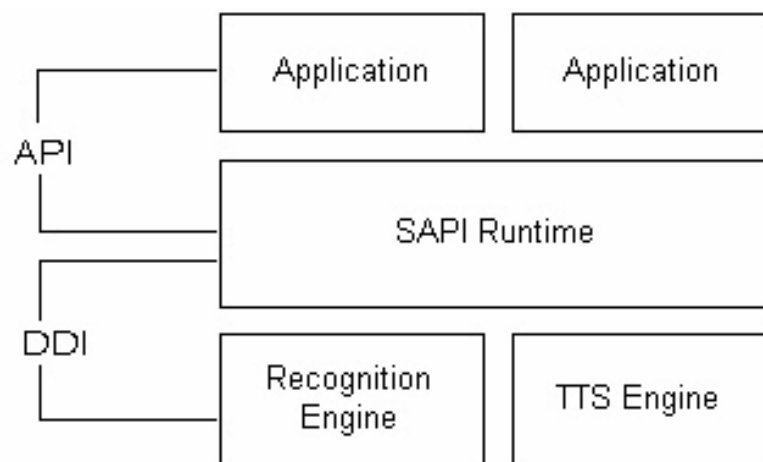 Application
Application
API
SAPI Runtime
DDI
Recognition
Engine
TTS Engine